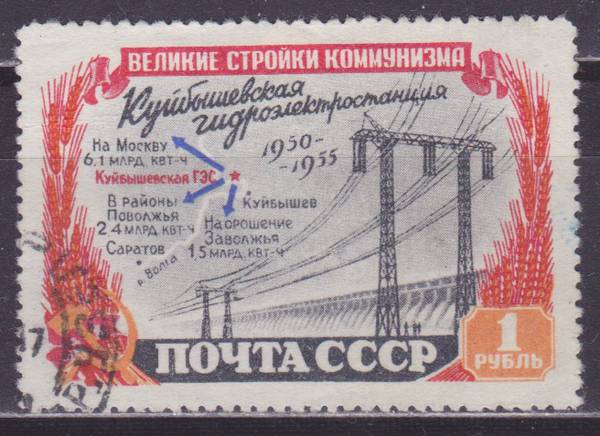 ВЕЛИКИЕ СТРОЙКИ КОММУНИЗМА
Куйбышевская
гидроэлектростанция
1950-
-1955
На Москву
6,1 МЛРД. КВТ-Ч
Куйбышевская ГЭС
В районы
Поволжья
2,4 МЛРД. КВТ-Ч
Куйбышев
На орошение
Заволжья
1,5 МЛРД. КВТ-Ч
Саратов
р. Волга
ПОЧТА СССР
1
РУБЛЬ